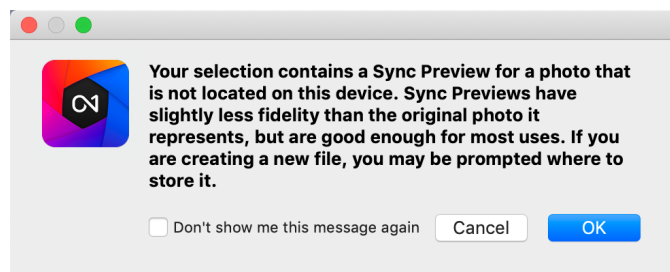 Your selection contains a Sync Preview for a photo that
is not located on this device. Sync Previews have
slightly less fidelity than the original photo it
represents, but are good enough for most uses. If you
are creating a new file, you may be prompted where to
store it.
Don't show me this message again
Cancel
OK